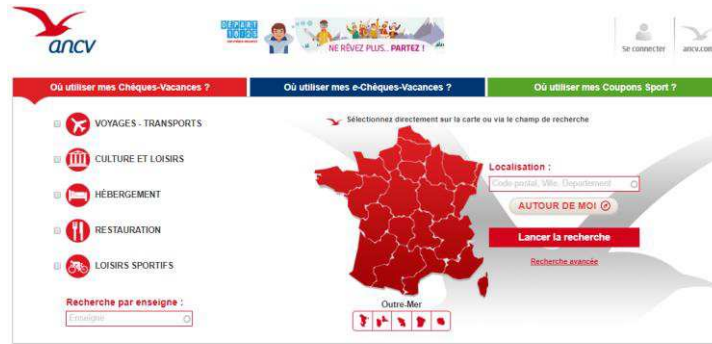 ancv
DÉPART
18:25
NE RÊVEZ PLUS... PARTEZ !
Se connecter
ancv.com
Où utiliser mes Chèques-Vacances ?
Où utiliser mes e-Chèques-Vacances ?
Où utiliser mes Coupons Sport ?
Sélectionnez directement sur la carte ou via le champ de recherche
VOYAGES - TRANSPORTS
CULTURE ET LOISIRS
HÉBERGEMENT
RESTAURATION
LOISIRS SPORTIFS
Recherche par enseigne :
Enseigne
Localisation :
Code postal, Ville, Département
AUTOUR DE MOI
Lancer la recherche
Recherche avancée
Outre-Mer